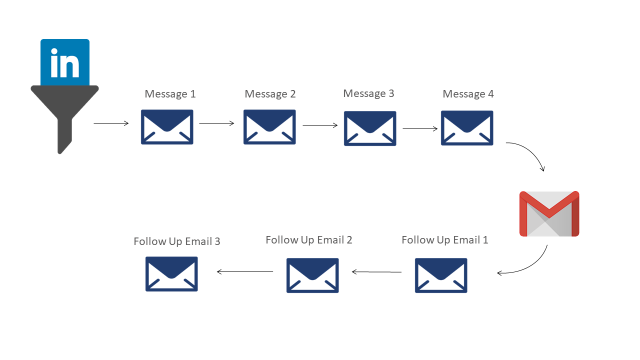 in
Message 1
Message 2
Message 3
Message 4
Follow Up Email 3
Follow Up Email 2
Follow Up Email 1